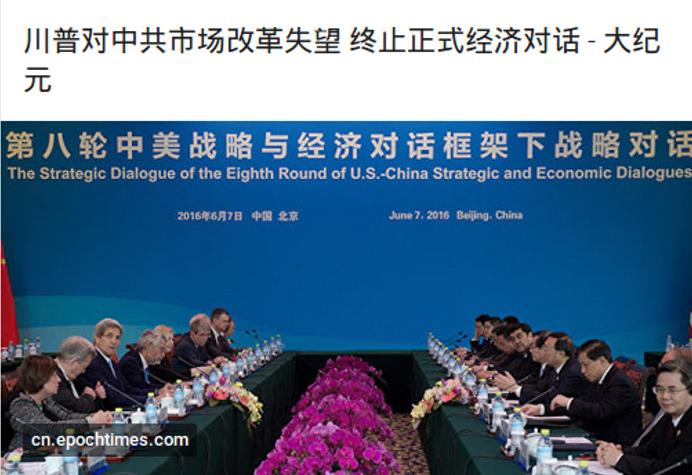 川普对中共市场改革失望 终止正式经济对话 - 大纪
元
第八轮中美战略与经济对话框架下战略对话
The Strategic Dialogue of the Eighth Round of U.S.-China Strategic and Economic Dialogues
2016年6月7日 中国 北京 June 7, 2016 Beijing, China
cn.epochtimes.com